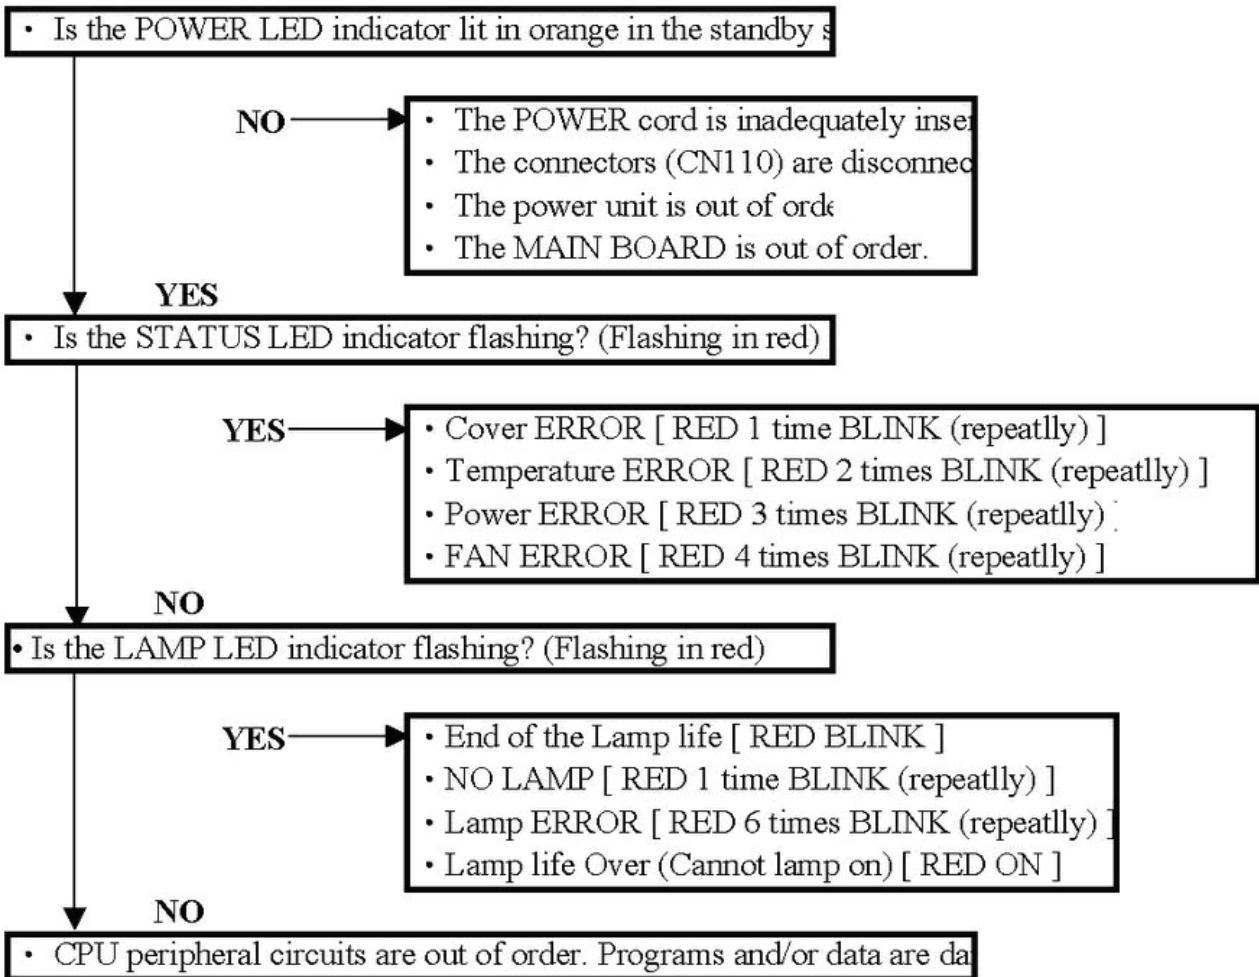 • Is the POWER LED indicator lit in orange in the standby
NO
• The POWER cord is inadequately
• The connectors (CN110) are
• The power unit is out of
• The MAIN BOARD is out of order.
YES
• Is the STATUS LED indicator flashing? (Flashing in red)
YES
• Cover ERROR [ RED 1 time BLINK (repeatlly) ]
• Temperature ERROR [ RED 2 times BLINK (repeatlly) ]
• Power ERROR [ RED 3 times BLINK (repeatlly)
• FAN ERROR [ RED 4 times BLINK (repeatlly) ]
NO
• Is the LAMP LED indicator flashing? (Flashing in red)
YES
• End of the Lamp life [ RED BLINK ]
• NO LAMP [ RED 1 time BLINK (repeatlly) ]
• Lamp ERROR [ RED 6 times BLINK (repeatlly) ]
• Lamp life Over (Cannot lamp on) [ RED ON ]
NO
• CPU peripheral circuits are out of order. Programs and/or data are